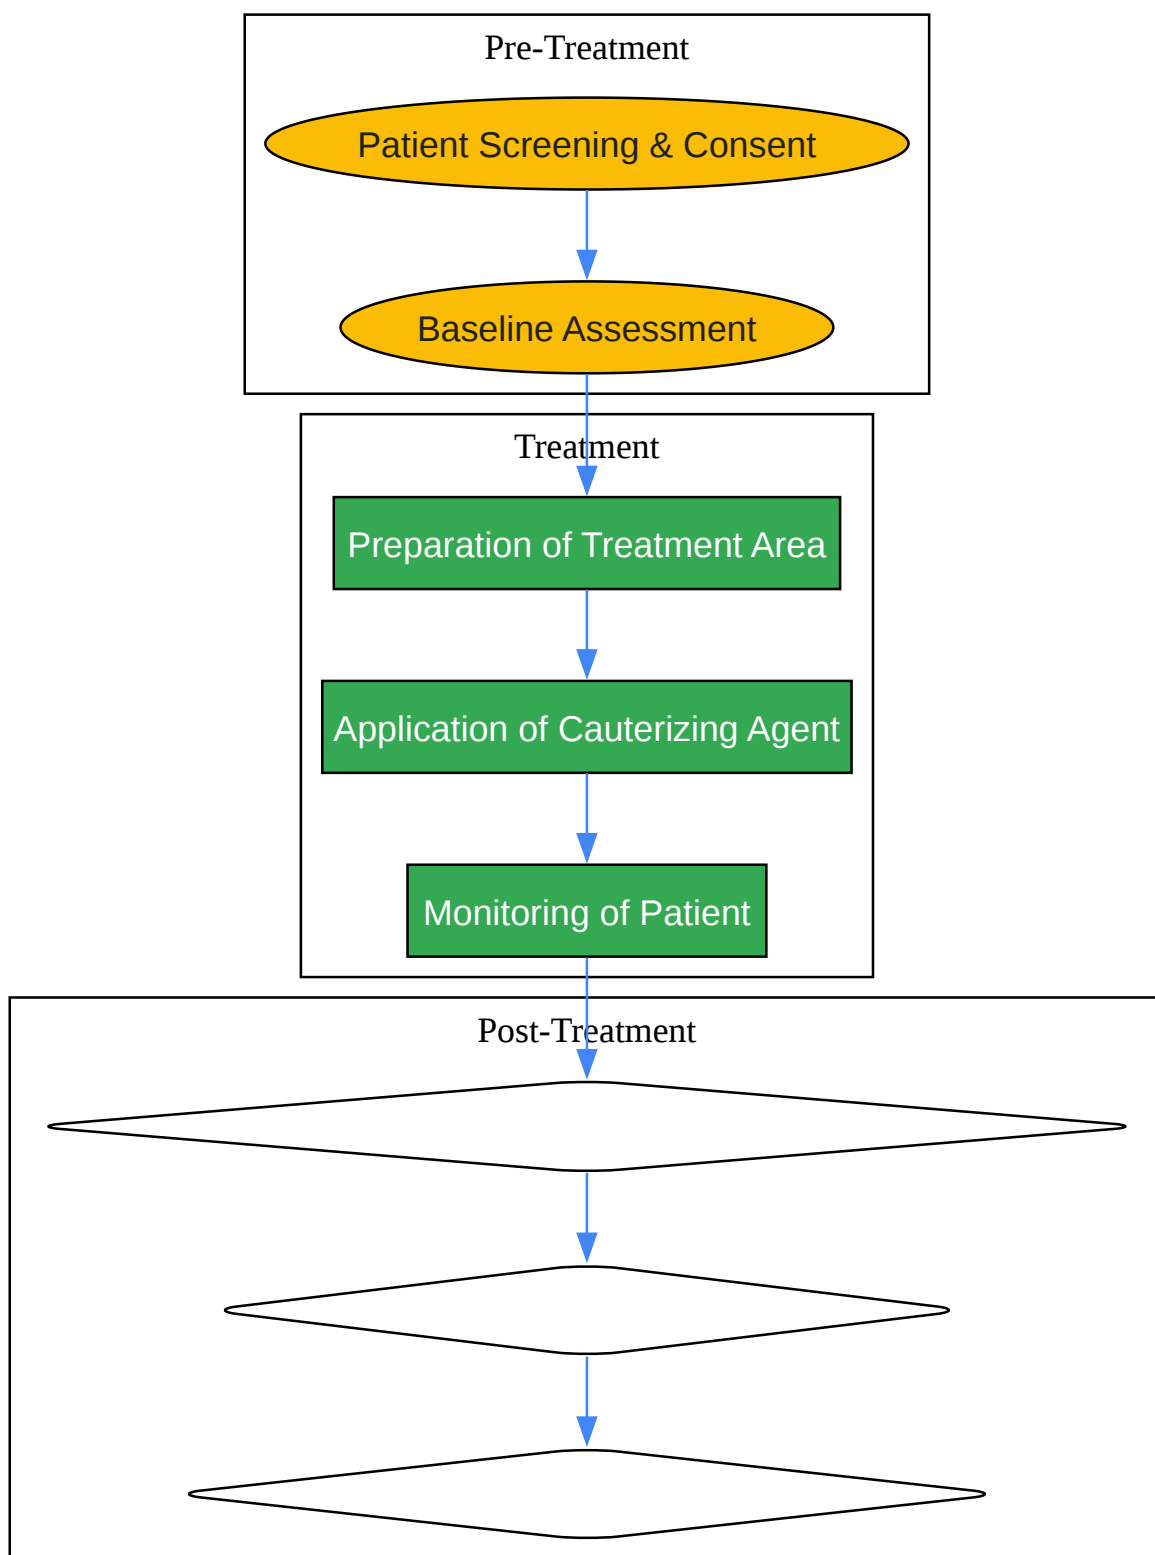 Pre-Treatment
Patient Screening & Consent
Baseline Assessment
Treatment
Preparation of Treatment Area
Application of Cauterizing Agent
Monitoring of Patient
Post-Treatment